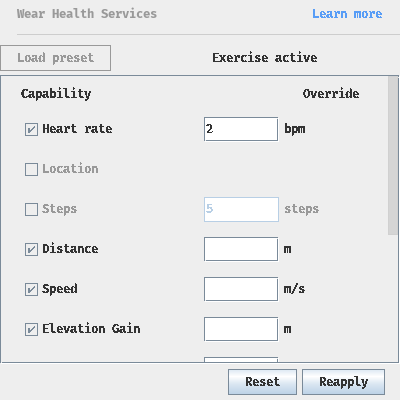 Wear Health Services Learn more
Load preset Exercise active
Capability Override
Heart rate 2 bpm
Location
Steps 5 steps
Distance m
Speed m/s
Elevation Gain m
Reset Reapply